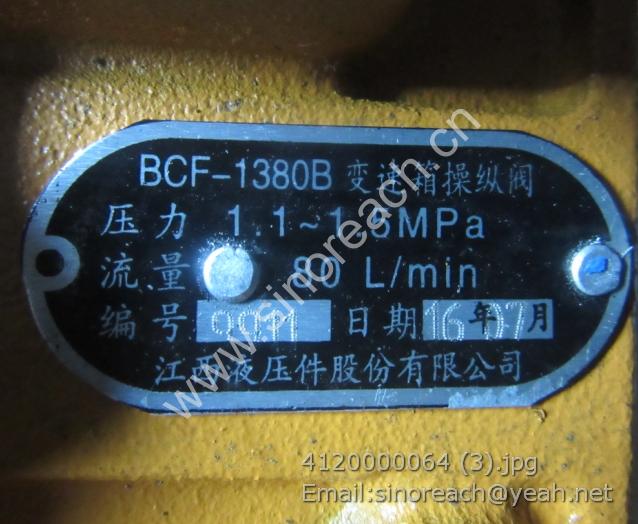 BCF-1380B 变速箱操纵阀
压力 1.1~1.5MPa
流量 80 L/min
编号 9911 日期 16年07月
江西液压件股份有限公司
www.sinoreach.cn
4120000064 (3).jpg
Email:sinoreach@yeah.net